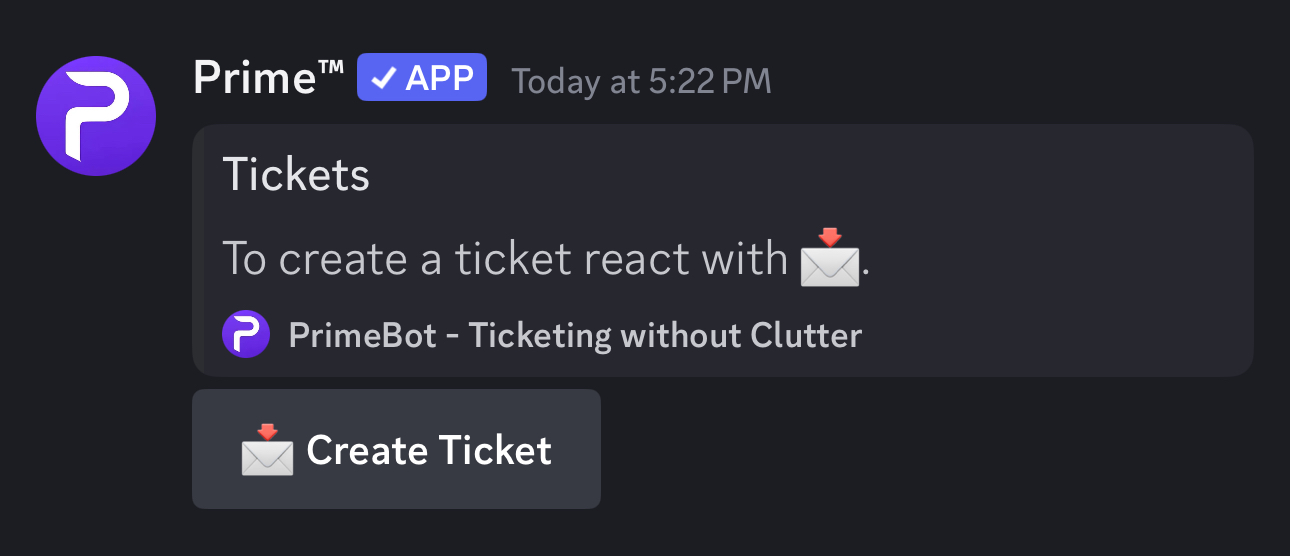 Prime™ ✓ APP Today at 5:22 PM
Tickets
To create a ticket react with 📩.
PrimeBot - Ticketing without Clutter
📩 Create Ticket